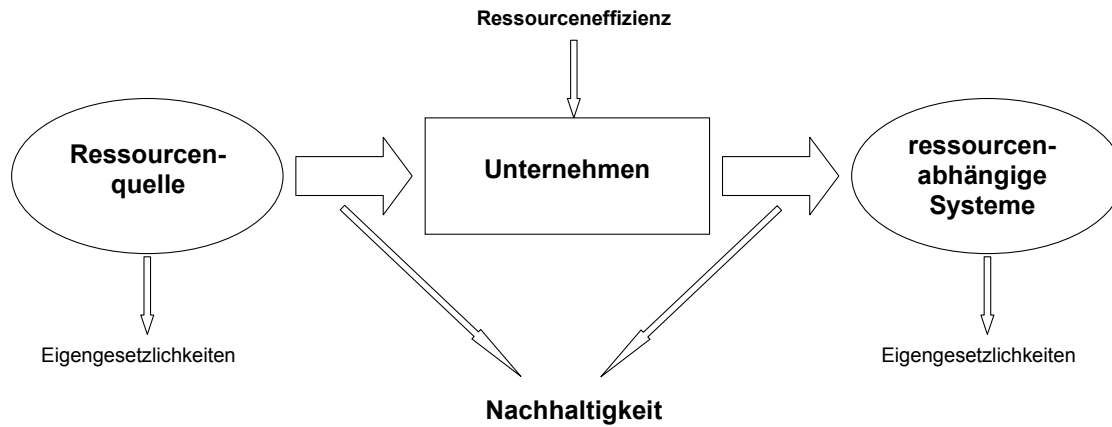 Ressourceneffizienz
Ressourcen-
quelle
Unternehmen
ressourcen-
abhängige
Systeme
Eigengesetzlichkeiten
Eigengesetzlichkeiten
Nachhaltigkeit